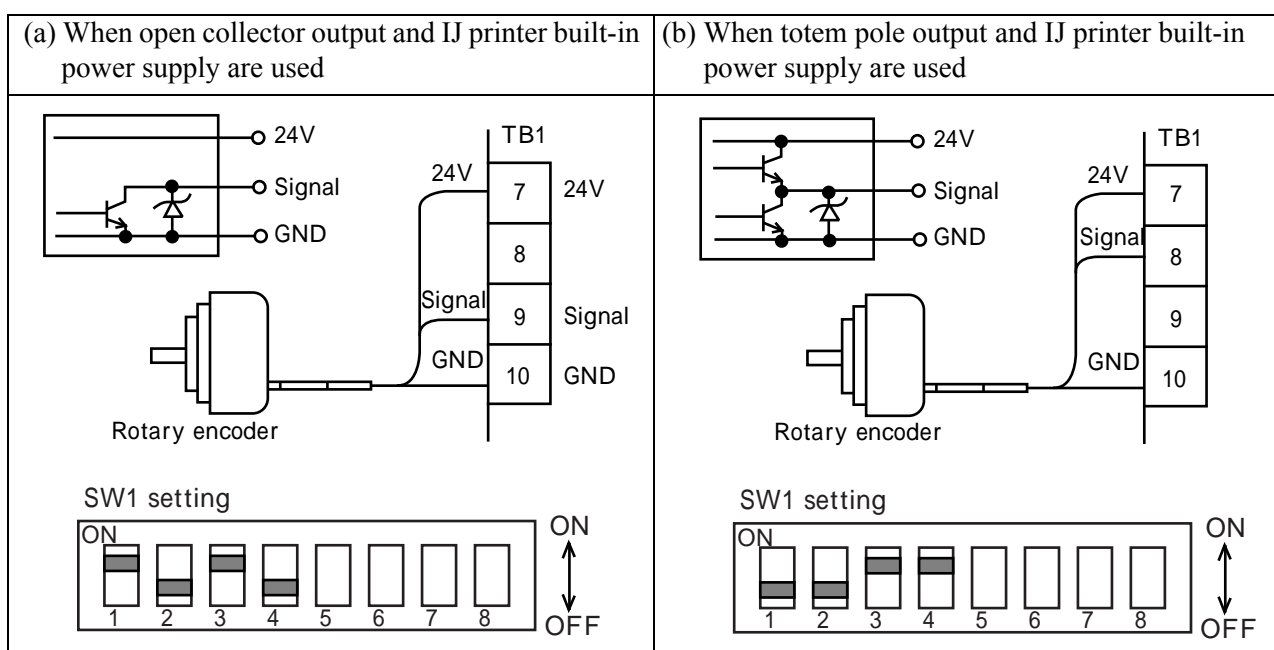 (a) When open collector output and IJ printer built-in
power supply are used
24V
Signal
GND
TB1
24V
7
24V
8
Signal
9
Signal
GND
10
GND
Rotary encoder
SW1 setting
ON
1 2 3 4 5 6 7 8
ON
OFF
(b) When totem pole output and IJ printer built-in
power supply are used
24V
Signal
GND
TB1
24V
7
Signal
8
9
GND
10
Rotary encoder
SW1 setting
ON
1 2 3 4 5 6 7 8
ON
OFF